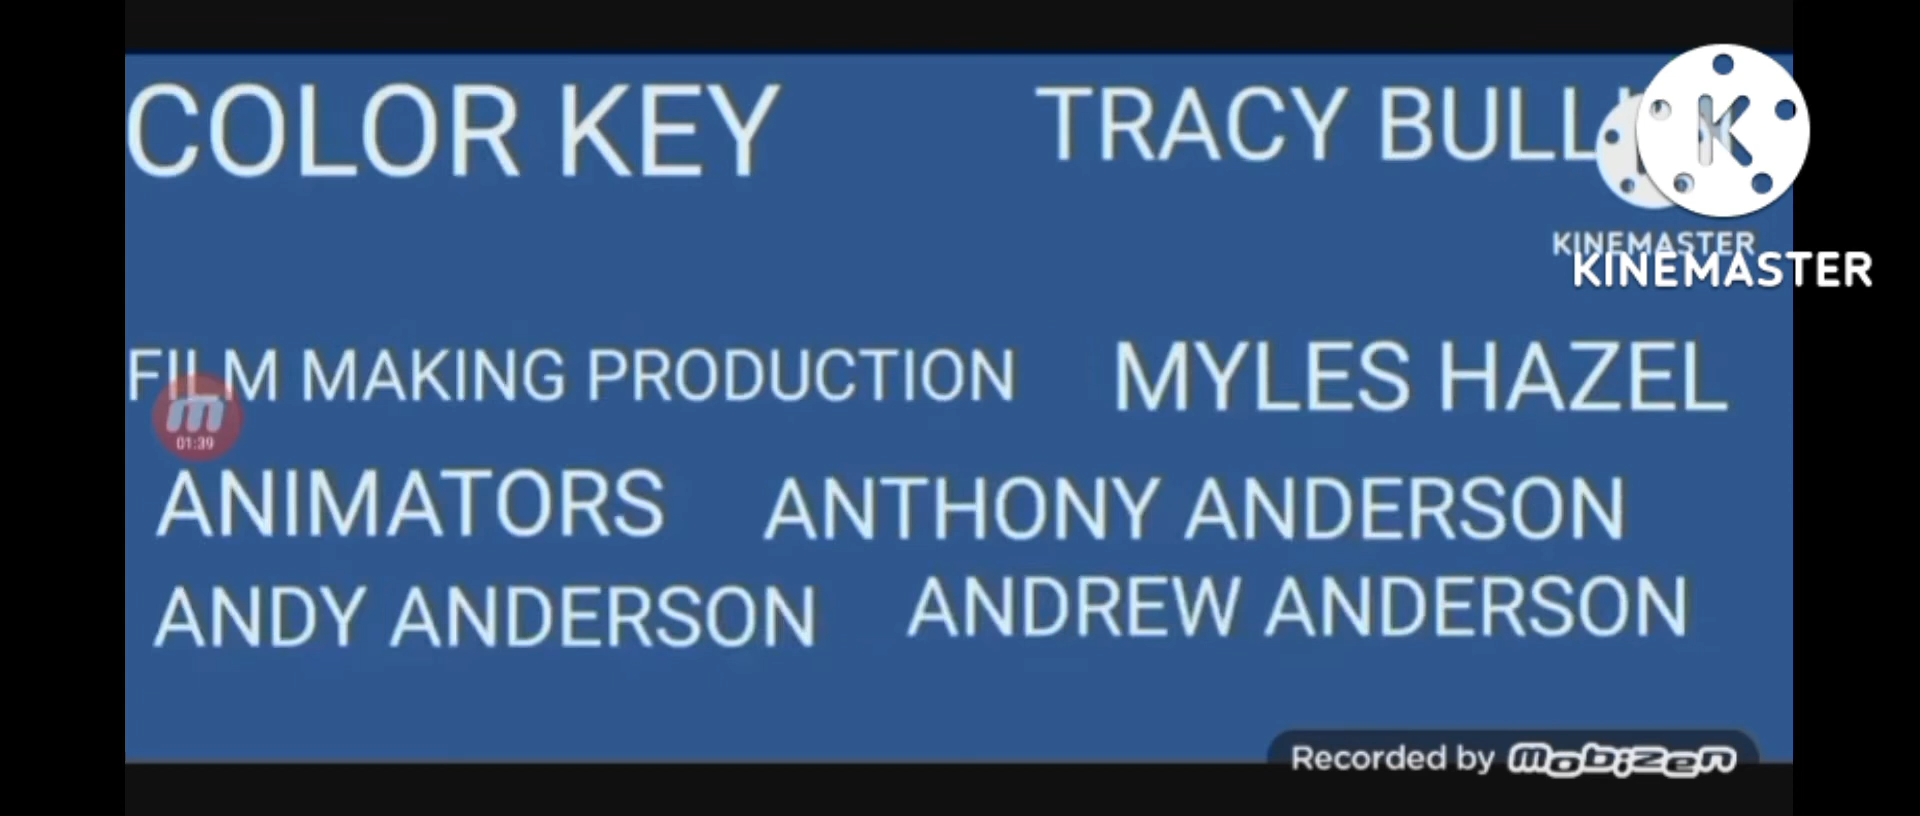 COLOR KEY TRACY
KINEMASTER
KINEMASTER
FILM MAKING PRODUCTION MYLES HAZEL
01:39
ANIMATORS ANTHONY ANDERSON
ANDY ANDERSON ANDREW ANDERSON
Recorded by mobizen